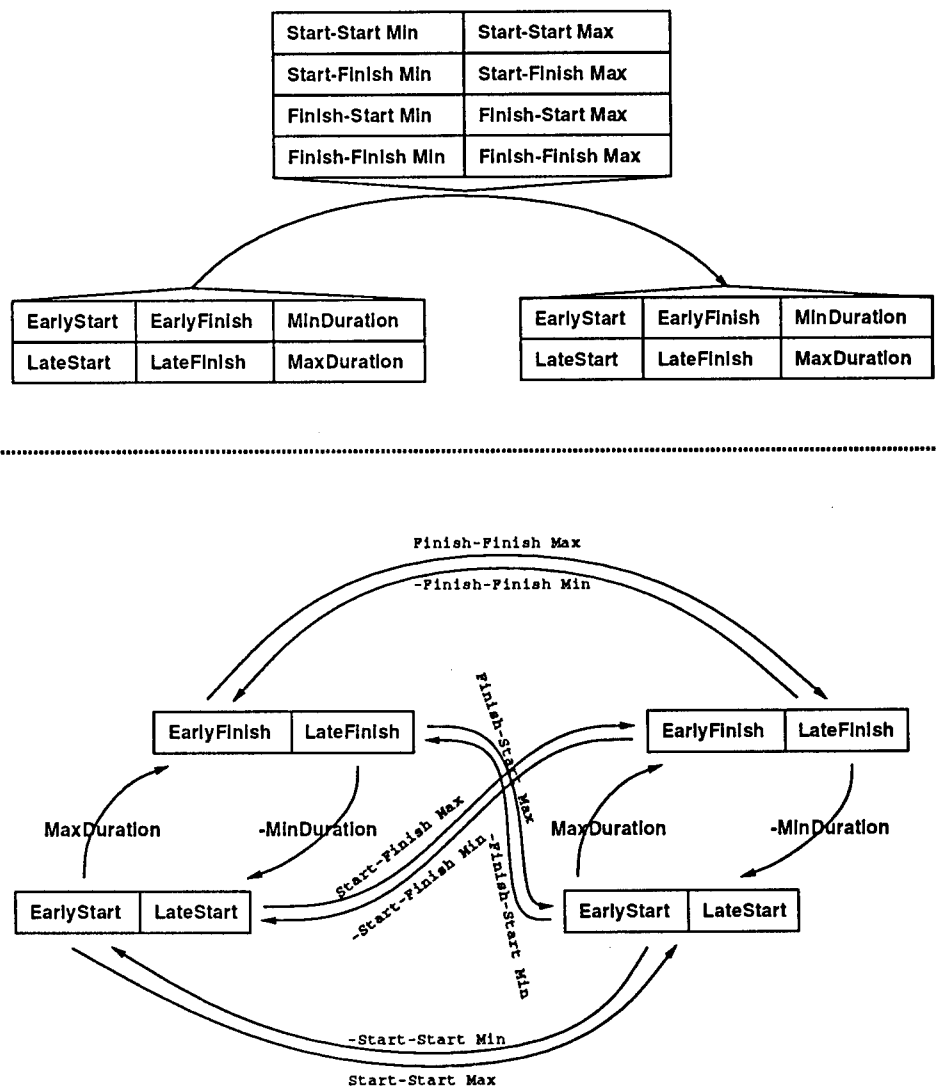 Start-Start Min Start-Start Max
Start-Finish Min Start-Finish Max
Finish-Start Min Finish-Start Max
Finish-Finish Min Finish-Finish Max
EarlyStart EarlyFinish MinDuration
LateStart LateFinish MaxDuration
EarlyStart EarlyFinish MinDuration
LateStart LateFinish MaxDuration
Finish-Finish Max
-Finish-Finish Min
EarlyFinish LateFinish
Finish-Start Max
EarlyFinish LateFinish
MaxDuration
-MinDuration
Start-Finish Max
-Start-Finish Min
-Finish-Start Min
MaxDuration
-MinDuration
EarlyStart LateStart
EarlyStart LateStart
-Start-Start Min
Start-Start Max